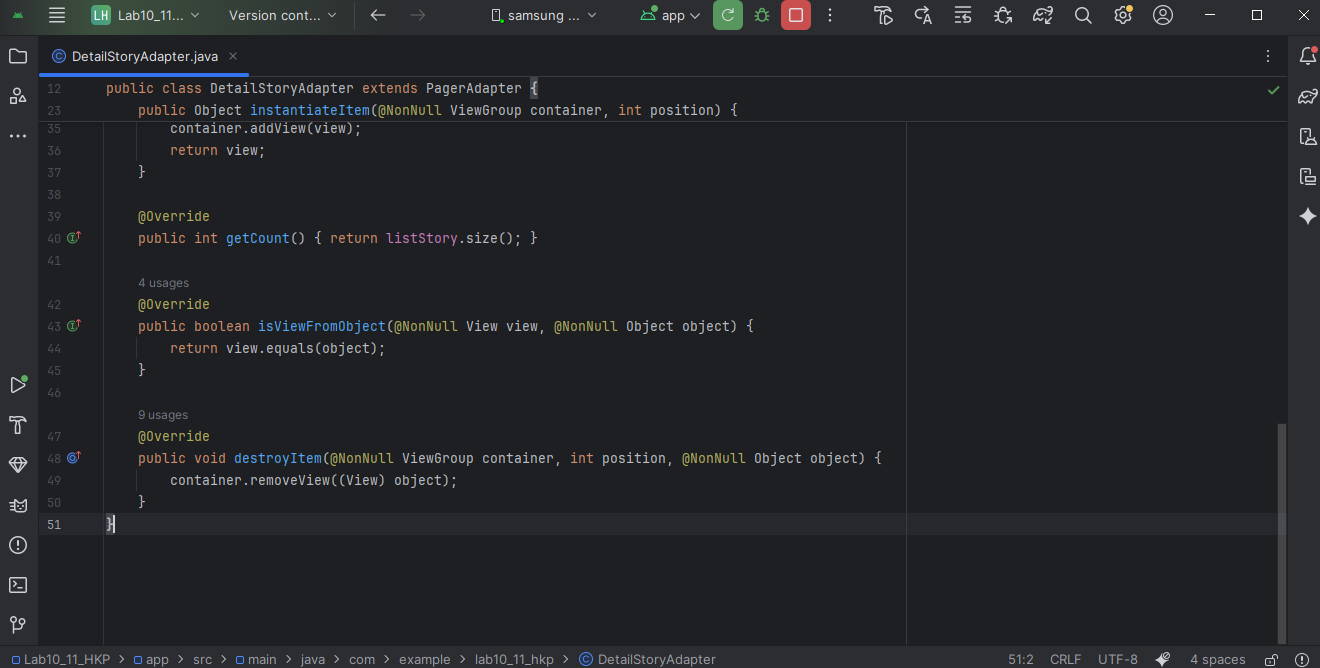 LH Lab10_11... Version cont... samsung ... app
DetailStoryAdapter.java
12 public class DetailStoryAdapter extends PagerAdapter {
23 public Object instantiateItem(@NonNull ViewGroup container, int position) {
35 container.addView(view);
36 return view;
37 }
38
39 @Override
40 public int getCount() { return listStory.size(); }
41
4 usages
42 @Override
43 public boolean isViewFromObject(@NonNull View view, @NonNull Object object) {
44 return view.equals(object);
45 }
46
9 usages
47 @Override
48 public void destroyItem(@NonNull ViewGroup container, int position, @NonNull Object object) {
49 container.removeView((View) object);
50 }
51 }
Lab10_11_HKP > app > src > main > java > com > example > lab10_11_hkp > DetailStoryAdapter 51:2 CRLF UTF-8 4 spaces